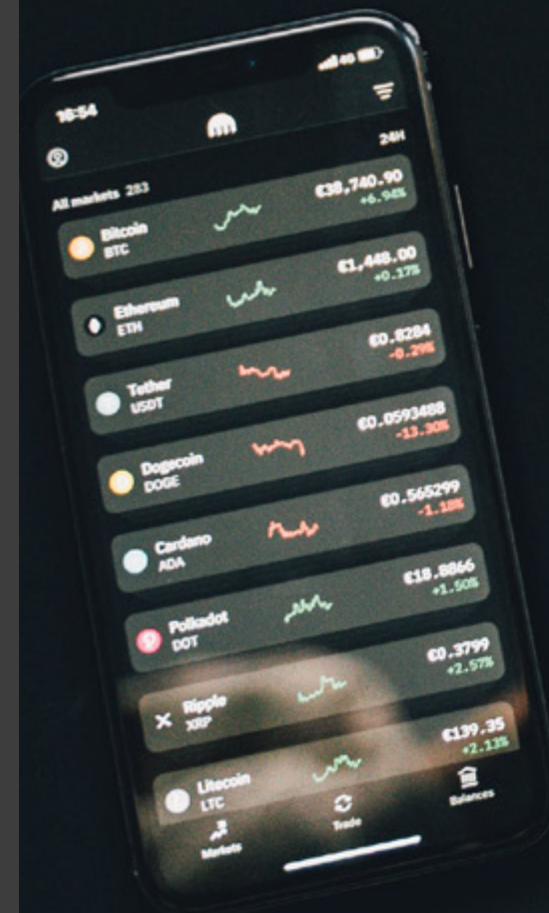 16:54
4G
24H
All markets 283
Bitcoin €38,740.90
BTC +6.94%
Ethereum €1,448.00
ETH +0.17%
Tether €0.8284
USDT -0.29%
Dogecoin €0.0593488
DOGE -13.30%
Cardano €0.565299
ADA -1.18%
Polkadot €18.8866
DOT +1.50%
Ripple €0.3799
XRP +2.57%
Litecoin €139.35
LTC +2.13%
Markets Trade Balances